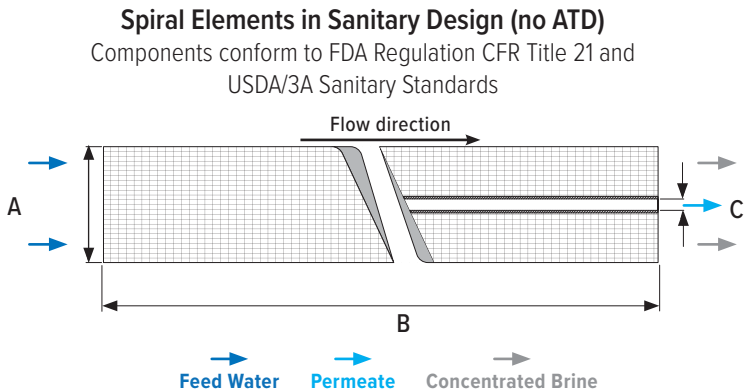 Spiral Elements in Sanitary Design (no ATD)
Components conform to FDA Regulation CFR Title 21 and
USDA/3A Sanitary Standards
Flow direction
A
C
B
Feed Water Permeate Concentrated Brine